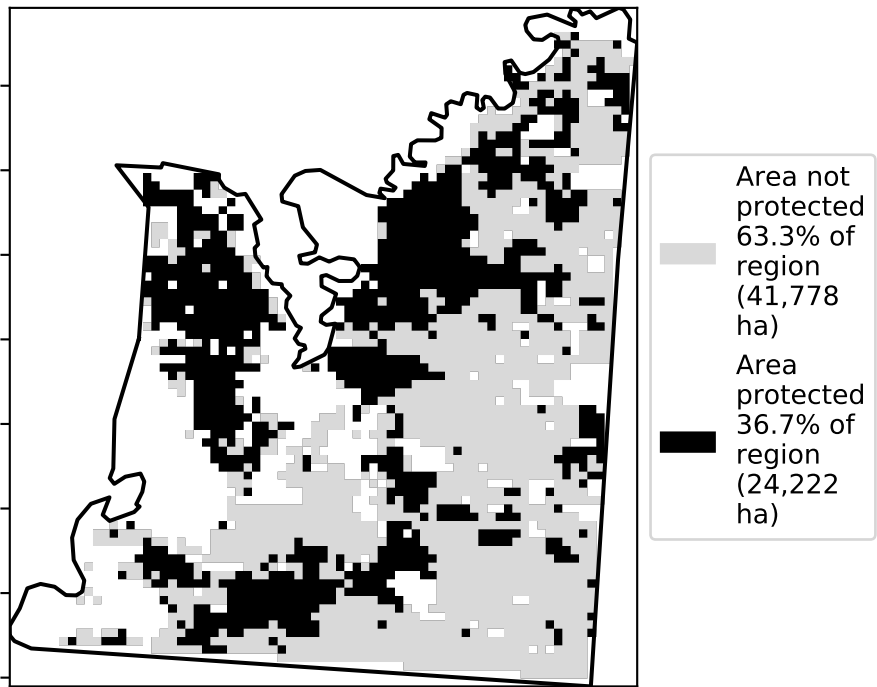 Area not
protected
63.3% of
region
(41,778
ha)
Area
protected
36.7% of
region
(24,222
ha)